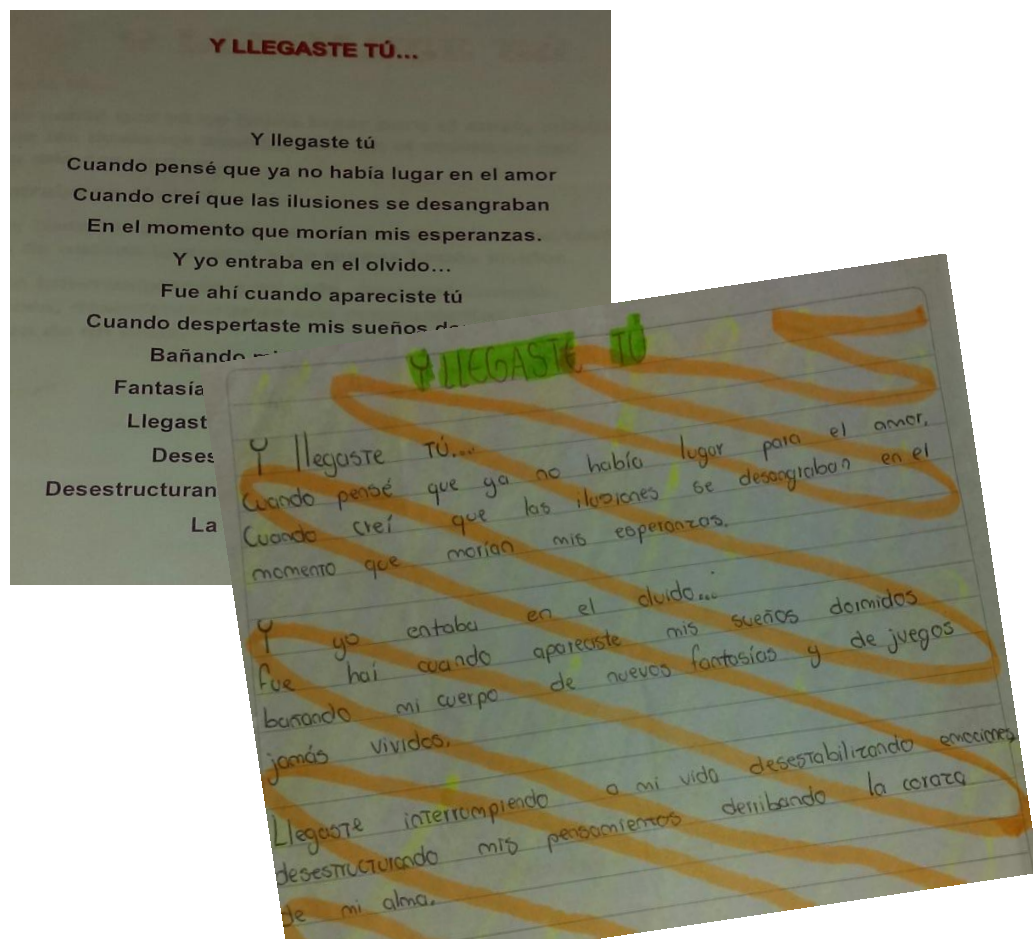 Y LLEGASTE TÚ...
Y llegaste tú
Cuando pensé que ya no había lugar en el amor
Cuando creí que las ilusiones se desangraban
En el momento que morían mis esperanzas.
Y yo entraba en el olvido...
Fue ahí cuando apareciste tú
Cuando despertaste mis sueños
Bañando
Fantasía
Llegast
Deses
Desestructuran
La
Y LLEGASTE TÚ
Y llegaste TÚ...
Cuando pensé que ya no había lugar para el amor.
Cuando creí que las ilusiones se desangraban en el
momento que morían mis esperanzas.
Y yo entaba en el olvido...
fue hai cuando apareciste mis sueños dormidos
bañando mi cuerpo de nuevos fantasías y de juegos
jamás vividos.
Llegaste interrumpiendo a mi vida desestabilizando emociones
desestructurando mis pensamientos derribando la coraza
de mi alma.